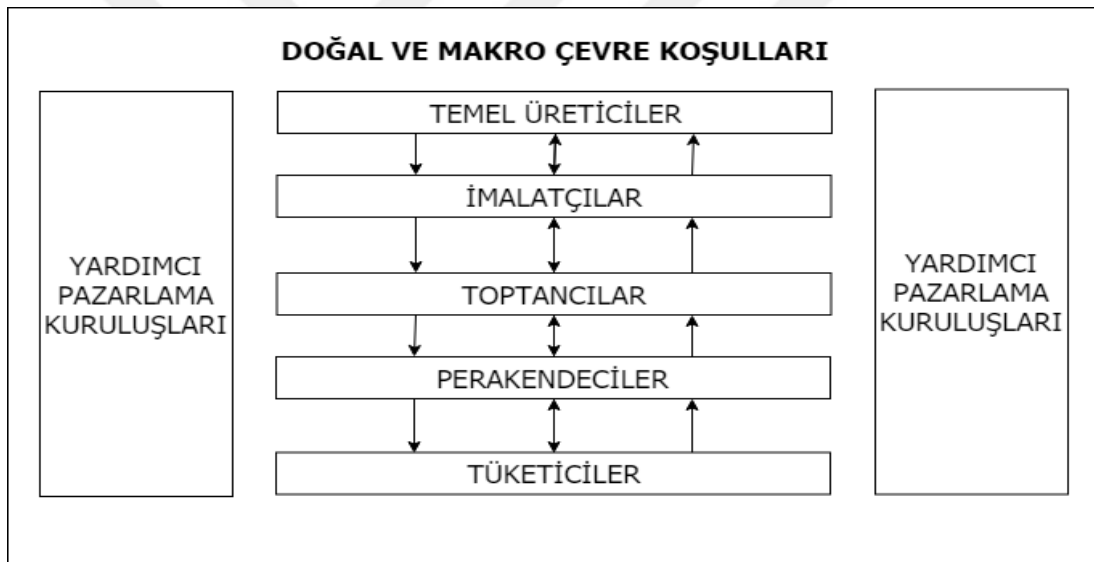 DOĞAL VE MAKRO ÇEVRE KOŞULLARI
YARDIMCI
PAZARLAMA
KURULUŞLARI
TEMEL ÜRETİCİLER
İMALATÇILAR
TOPTANCILAR
PERAKENDECİLER
TÜKETİCİLER
YARDIMCI
PAZARLAMA
KURULUŞLARI